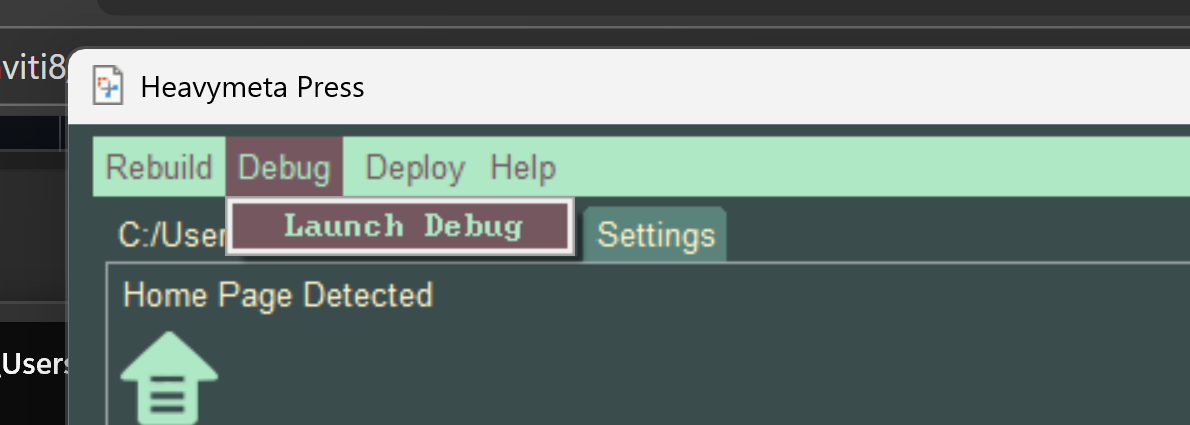 viti8
Heavymeta Press
Rebuild Debug Deploy Help
Launch Debug
C:/User
Settings
Home Page Detected
\Users